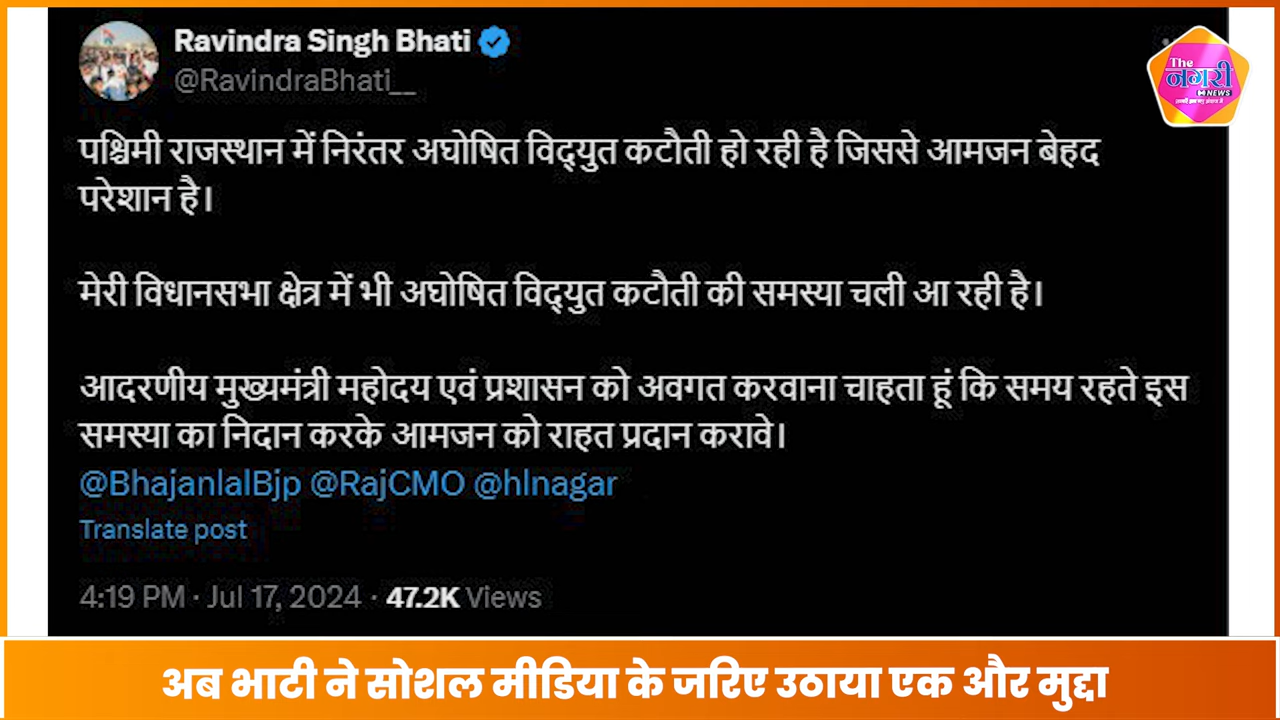 Ravindra Singh Bhati
@RavindraBhati__
The
नगरी
NEWS
पश्चिमी राजस्थान में निरंतर अघोषित विद्युत कटौती हो रही है जिससे आमजन बेहद
परेशान है।
मेरी विधानसभा क्षेत्र में भी अघोषित विद्युत कटौती की समस्या चली आ रही है।
आदरणीय मुख्यमंत्री महोदय एवं प्रशासन को अवगत करवाना चाहता हूं कि समय रहते इस
समस्या का निदान करके आमजन को राहत प्रदान करावे।
@BhajanlalBjp @RajCMO @hlnagar
Translate post
4:19 PM · Jul 17, 2024 · 47.2K Views
अब भाटी ने सोशल मीडिया के जरिए उठाया एक और मुद्दा